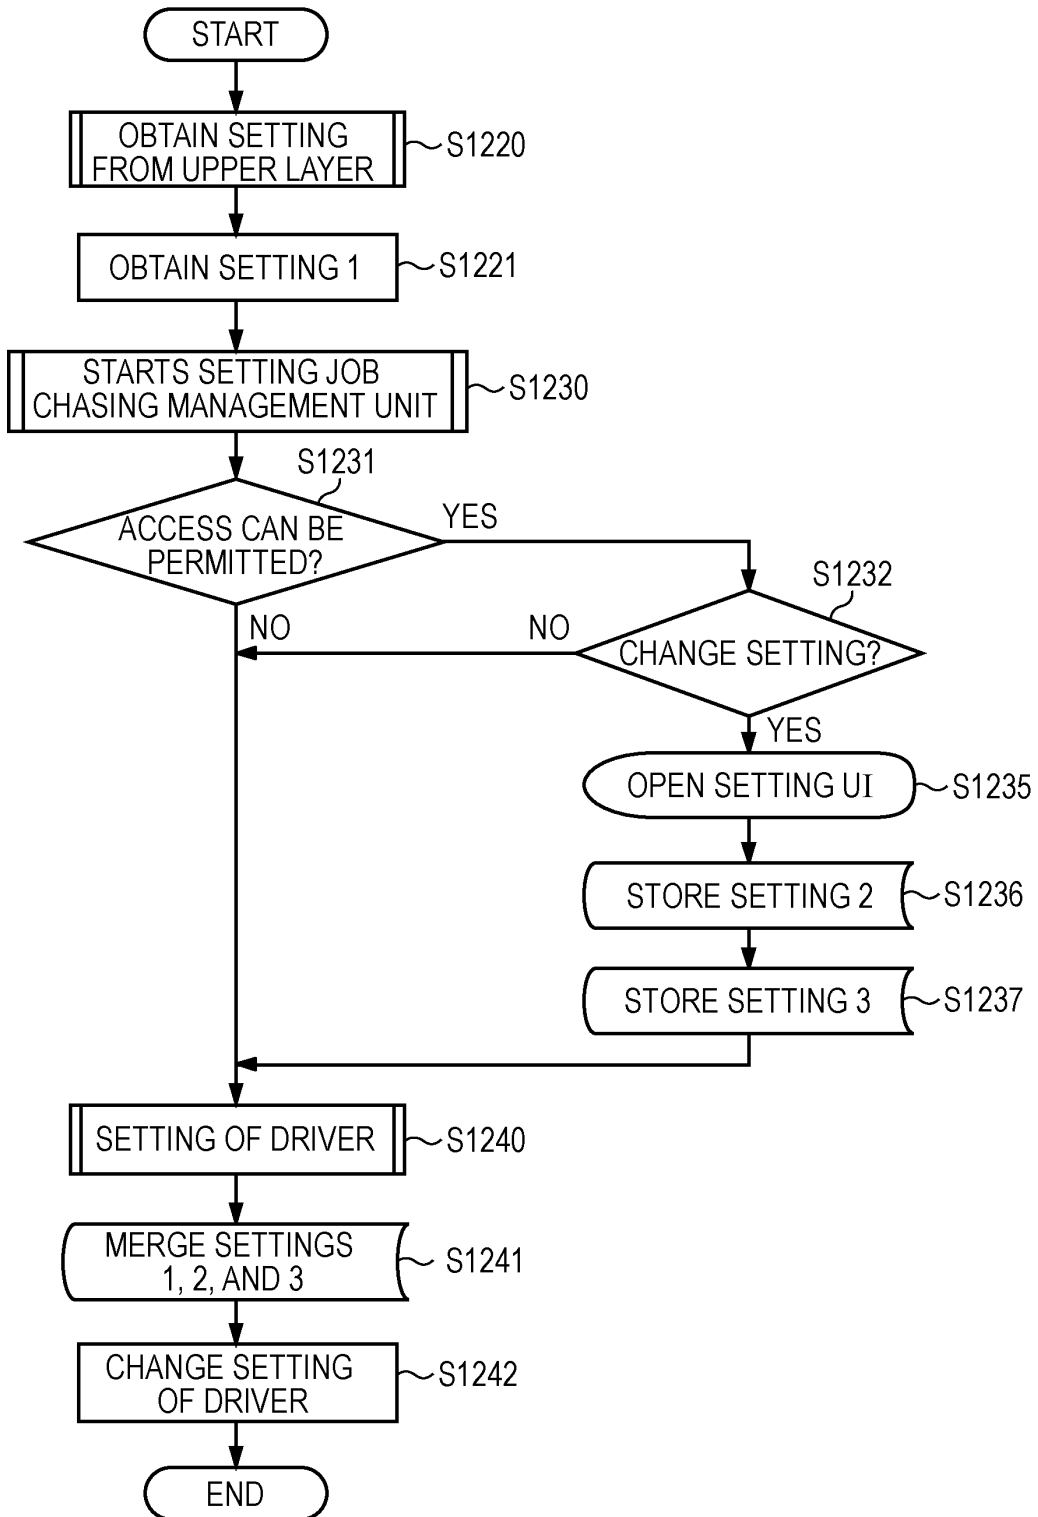 START
OBTAIN SETTING
FROM UPPER LAYER
S1220
OBTAIN SETTING 1
S1221
STARTS SETTING JOB
CHASING MANAGEMENT UNIT
S1230
S1231
ACCESS CAN BE
PERMITTED?
YES
NO
S1232
CHANGE SETTING?
NO
YES
OPEN SETTING UI
S1235
STORE SETTING 2
S1236
STORE SETTING 3
S1237
SETTING OF DRIVER
S1240
MERGE SETTINGS
1, 2, AND 3
S1241
CHANGE SETTING
OF DRIVER
S1242
END